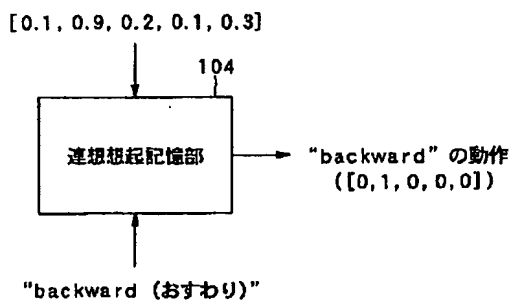 [0.1, 0.9, 0.2, 0.1, 0.3]
104
連想想起記憶部
“backward” の動作
([0,1,0,0,0])
“backward (おすわり)”